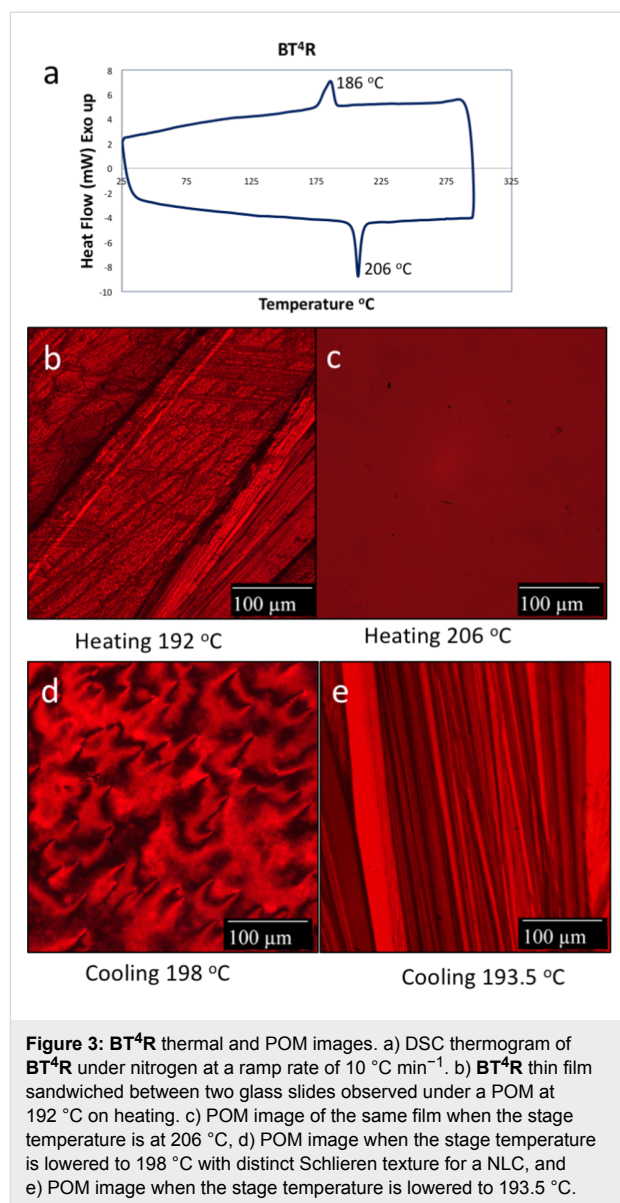 BT⁴R
a
8
6
4
2
0
-2
-4
-6
-8
-10
25 75 125 175 225 275 325
186 °C
206 °C
Heat Flow (mW) Exo up
Temperature °C
b
100 µm
c
100 µm
Heating 192 °C
Heating 206 °C
d
100 µm
e
100 µm
Cooling 198 °C
Cooling 193.5 °C
Figure 3: BT⁴R thermal and POM images. a) DSC thermogram of
BT⁴R under nitrogen at a ramp rate of 10 °C min⁻¹. b) BT⁴R thin film
sandwiched between two glass slides observed under a POM at
192 °C on heating. c) POM image of the same film when the stage
temperature is at 206 °C, d) POM image when the stage temperature
is lowered to 198 °C with distinct Schlieren texture for a NLC, and
e) POM image when the stage temperature is lowered to 193.5 °C.